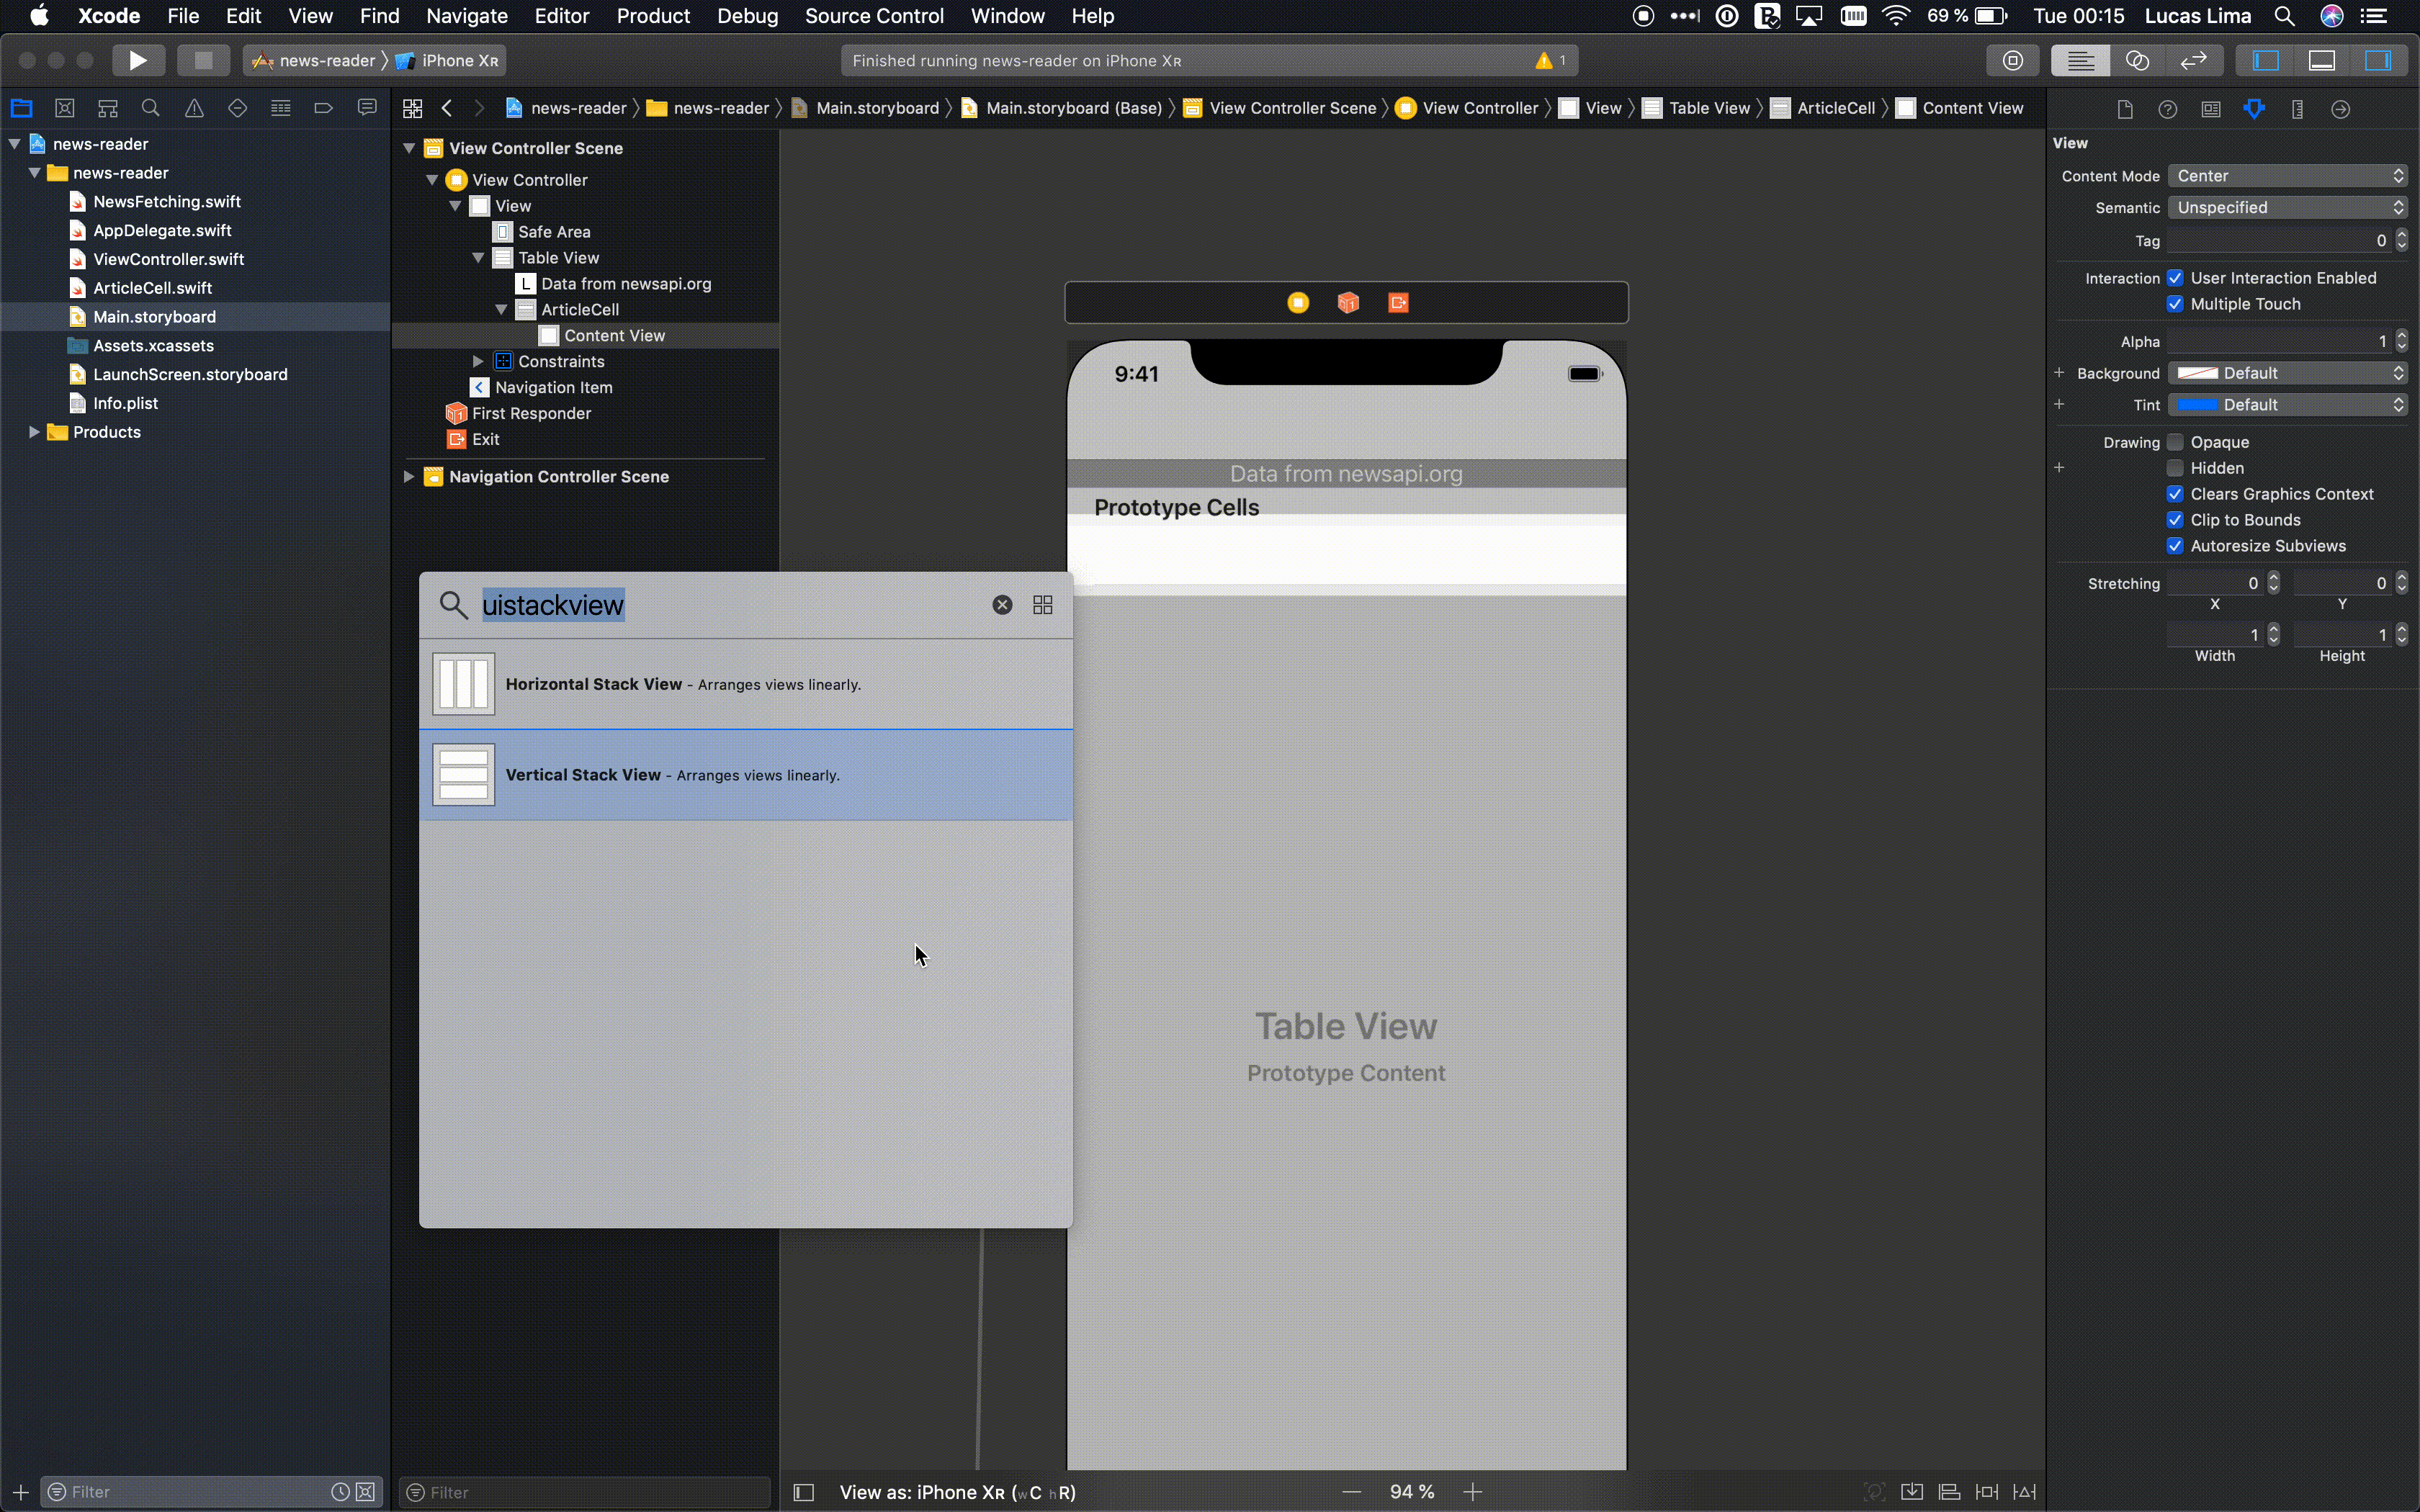 Xcode File Edit View Find Navigate Editor Product Debug Source Control Window Help 69 % Tue 00:15 Lucas Lima
news-reader iPhone XR Finished running news-reader on iPhone XR 1
news-reader news-reader Main.storyboard Main.storyboard (Base) View Controller Scene View Controller View Table View ArticleCell Content View
news-reader
news-reader
NewsFetching.swift
AppDelegate.swift
ViewController.swift
ArticleCell.swift
Main.storyboard
Assets.xcassets
LaunchScreen.storyboard
Info.plist
Products
Filter
View Controller Scene
View Controller
View
Safe Area
Table View
L Data from newsapi.org
ArticleCell
Content View
Constraints
Navigation Item
First Responder
Exit
Navigation Controller Scene
Filter
uistackview
Horizontal Stack View - Arranges views linearly.
Vertical Stack View - Arranges views linearly.
9:41
Data from newsapi.org
Prototype Cells
Table View
Prototype Content
View as: iPhone XR (wC hR) 94 %
View
Content Mode Center
Semantic Unspecified
Tag 0
Interaction User Interaction Enabled
Multiple Touch
Alpha 1
+ Background Default
+ Tint Default
Drawing Opaque
+ Hidden
Clears Graphics Context
Clip to Bounds
Autoresize Subviews
Stretching 0 0
X Y
1 1
Width Height